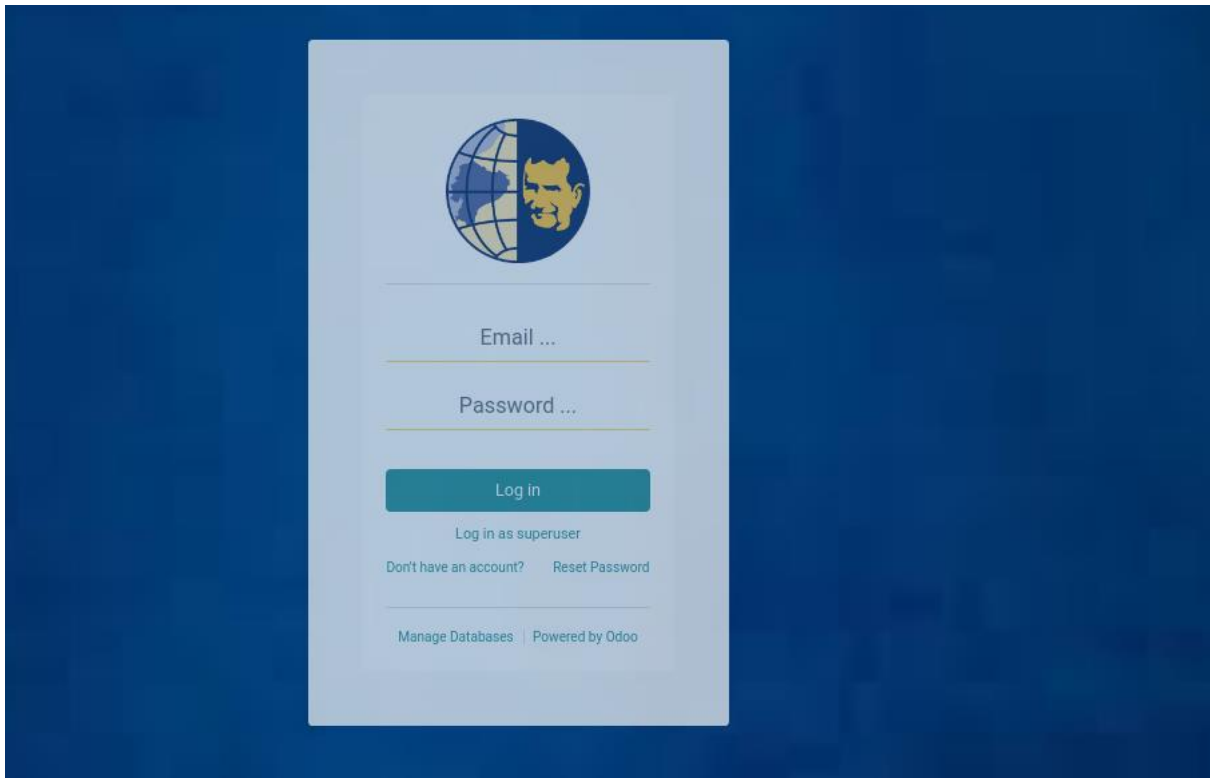 Email ...
Password ...
Log in
Log in as superuser
Don't have an account? Reset Password
Manage Databases | Powered by Odoo